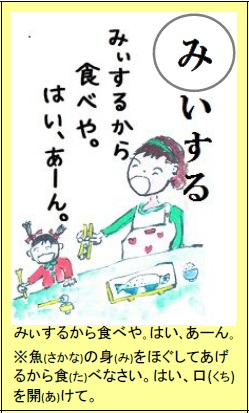 みいする
みぃするから
食べや。
はい、あーん。
みぃするから食べや。はい、あーん。
※魚(さかな)の身(み)をほぐしてあげ
るから食(た)べなさい。はい、口(くち)
を開(あ)けて。